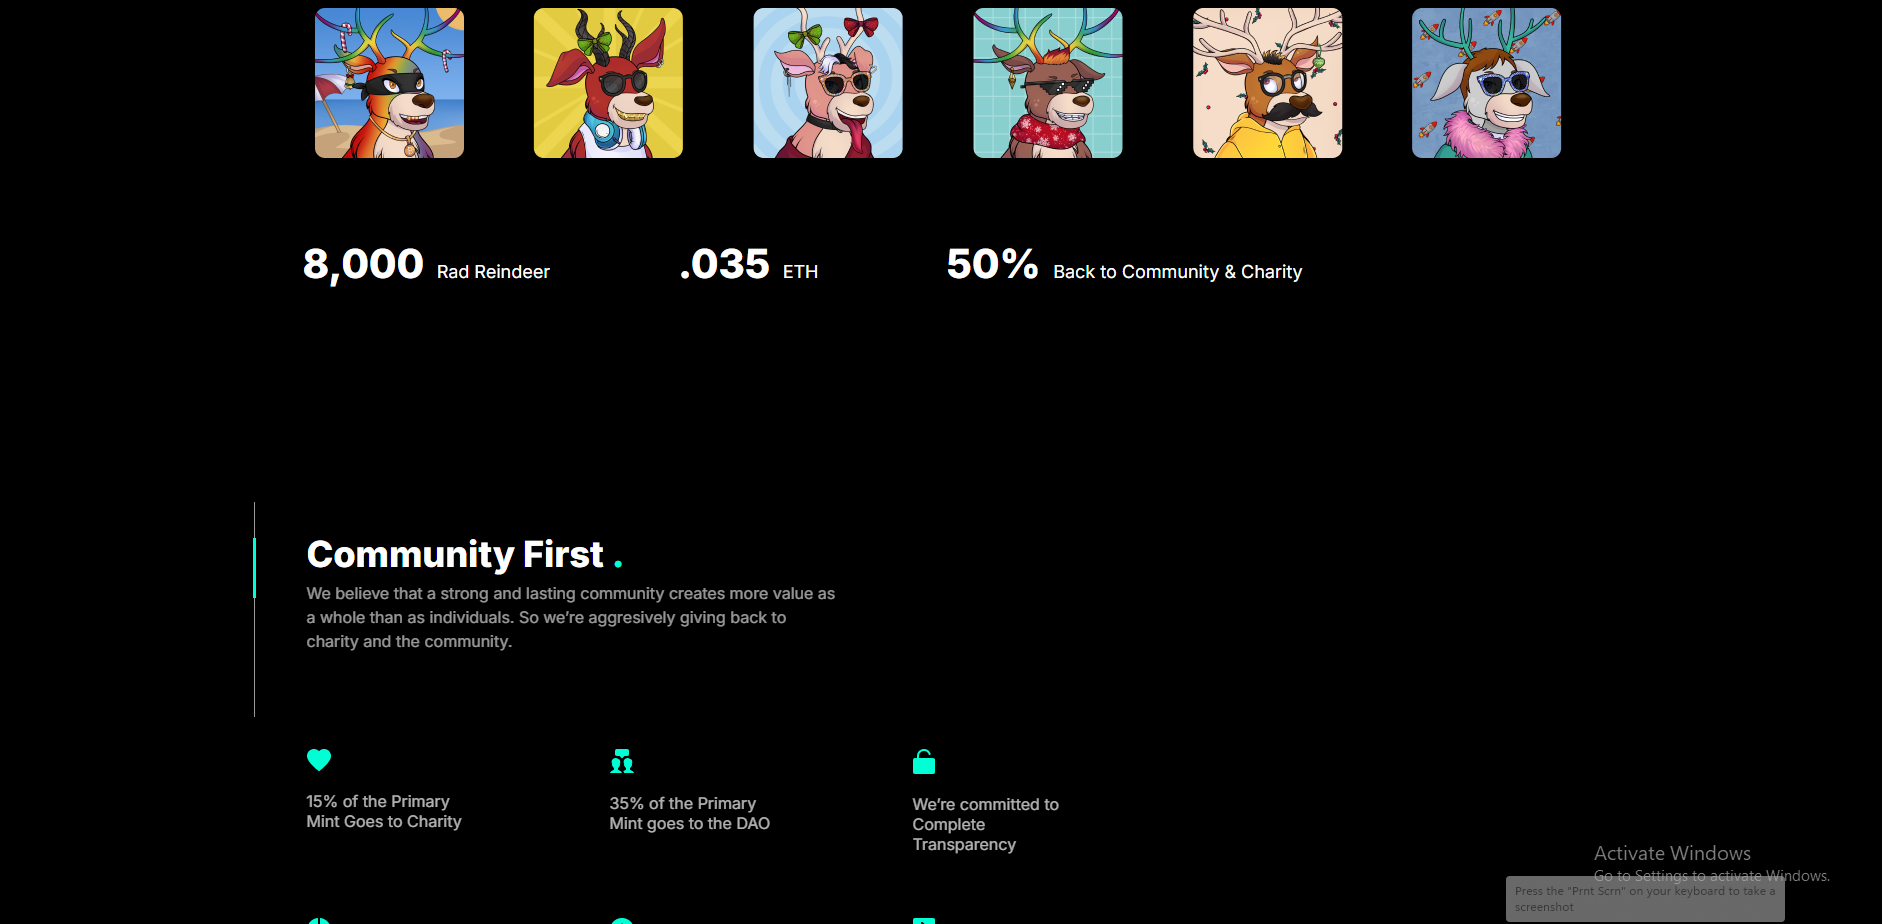 8,000 Rad Reindeer .035 ETH 50% Back to Community & Charity
Community First .
We believe that a strong and lasting community creates more value as
a whole than as individuals. So we’re aggresively giving back to
charity and the community.
15% of the Primary
Mint Goes to Charity
35% of the Primary
Mint goes to the DAO
We’re committed to
Complete
Transparency
Activate Windows
Go to Settings to activate Windows.
Press the "Prnt Scrn" on your keyboard to take a
screenshot